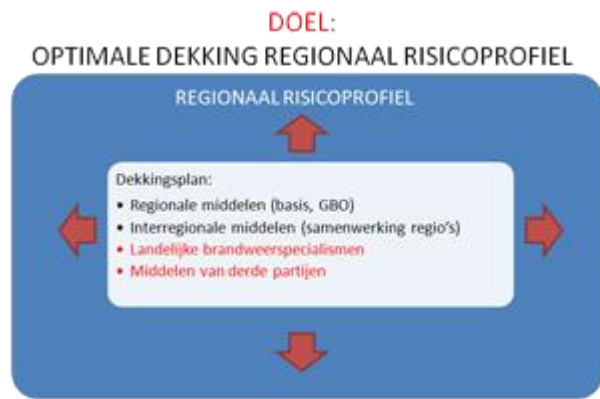 DOEL:
OPTIMALE DEKKING REGIONAAL RISICOPROFIEL
REGIONAAL RISICOPROFIEL
Dekkingsplan:
• Regionale middelen (basis, GBO)
• Interregionale middelen (samenwerking regio's)
• Landelijke brandweerspecialismen
• Middelen van derde partijen